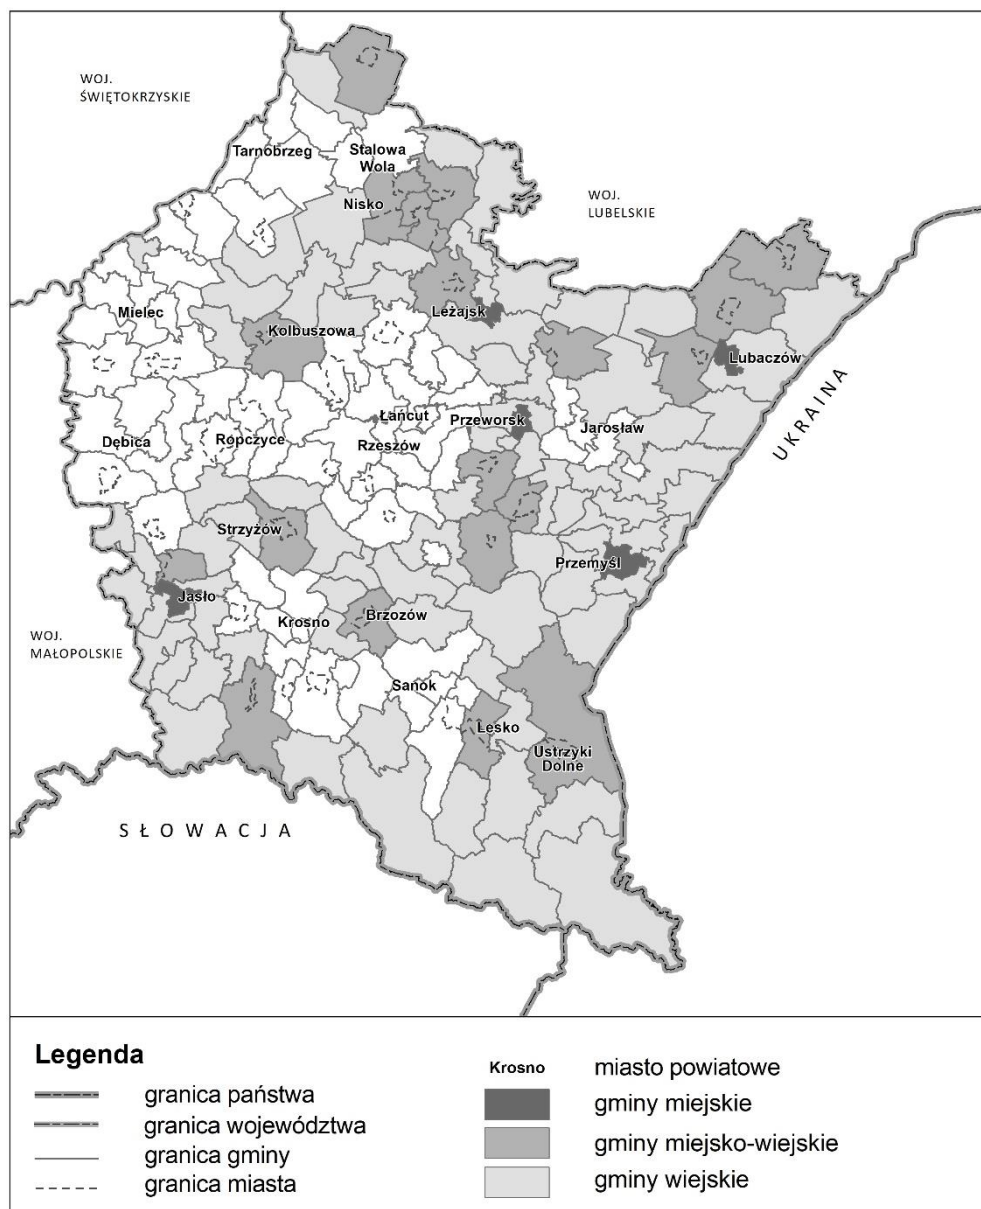 WOJ.
ŚWIĘTOKRZYSKIE
Tarnobrzeg
Stalowa
Wola
Nisko
WOJ.
LUBELSKIE
Mielec
Kolbuszowa
Leżajsk
Lubaczów
Dębica
Ropczyce
Łańcut
Rzeszów
Przeworsk
Jarosław
UKRAINA
Strzyżów
Przemyśl
Jasło
Brzozów
Krosno
WOJ.
MAŁOPOLSKIE
Sanok
Lesko
Ustrzyki
Dolne
SŁOWACJA
Legenda
granica państwa
granica województwa
granica gminy
granica miasta
Krosno miasto powiatowe
gminy miejskie
gminy miejsko-wiejskie
gminy wiejskie